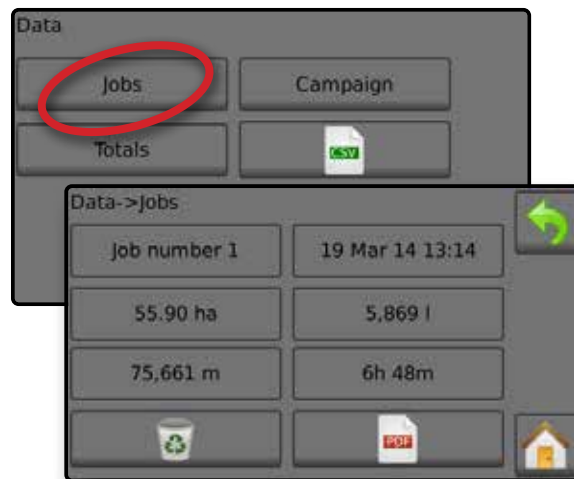 Data
Jobs Campaign
Totals CSV
Data->Jobs
Job number 1 19 Mar 14 13:14
55.90 ha 5,869 l
75,661 m 6h 48m
PDF